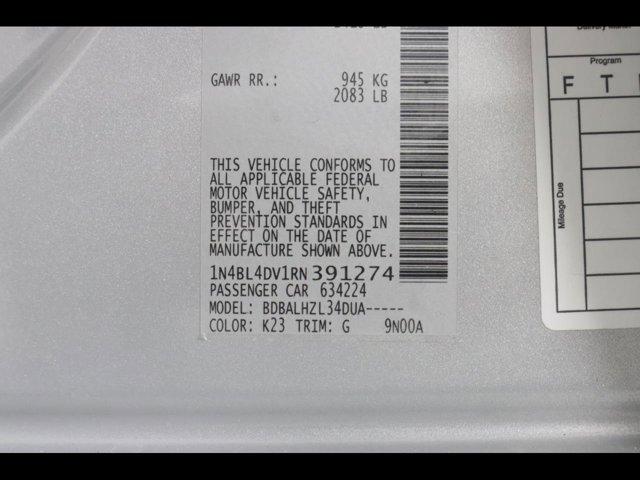 GAWR RR.: 945 KG
2083 LB
THIS VEHICLE CONFORMS TO
ALL APPLICABLE FEDERAL
MOTOR VEHICLE SAFETY,
BUMPER, AND THEFT
PREVENTION STANDARDS IN
EFFECT ON THE DATE OF
MANUFACTURE SHOWN ABOVE.
1N4BL4DV1RN391274
PASSENGER CAR 634224
MODEL: BDBALHZL34DUA-----
COLOR: K23 TRIM: G 9N00A
Program
F T
Mileage Due